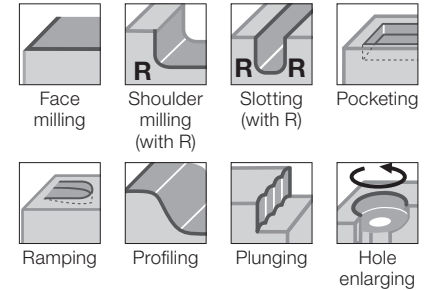 R
R R
Face
milling
Shoulder
milling
(with R)
Slotting
(with R)
Pocketing
Ramping
Profiling
Plunging
Hole
enlarging